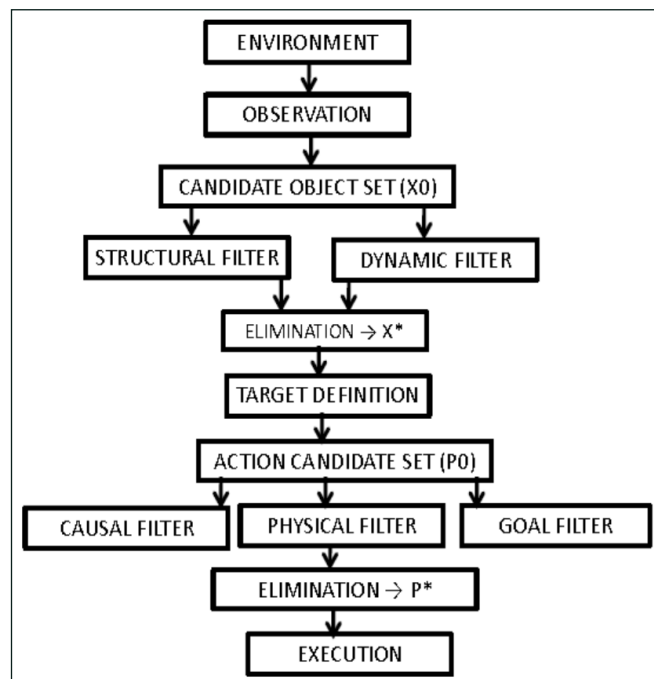 ENVIRONMENT
OBSERVATION
CANDIDATE OBJECT SET (X0)
STRUCTURAL FILTER
DYNAMIC FILTER
ELIMINATION → X*
TARGET DEFINITION
ACTION CANDIDATE SET (P0)
CAUSAL FILTER
PHYSICAL FILTER
GOAL FILTER
ELIMINATION → P*
EXECUTION